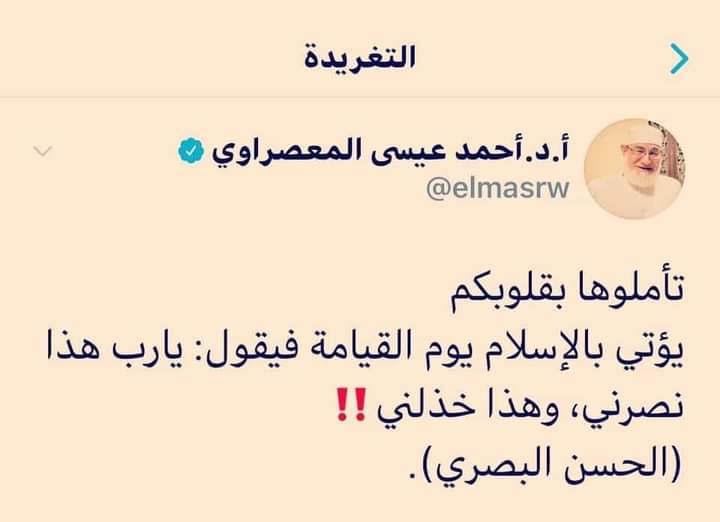 التغريدة
أ.د.أحمد عيسى المعصراوي
@elmasrw
تأملوها بقلوبكم
يؤتي بالإسلام يوم القيامة فيقول: يارب هذا
نصرني، وهذا خذلني ‼️
(الحسن البصري).